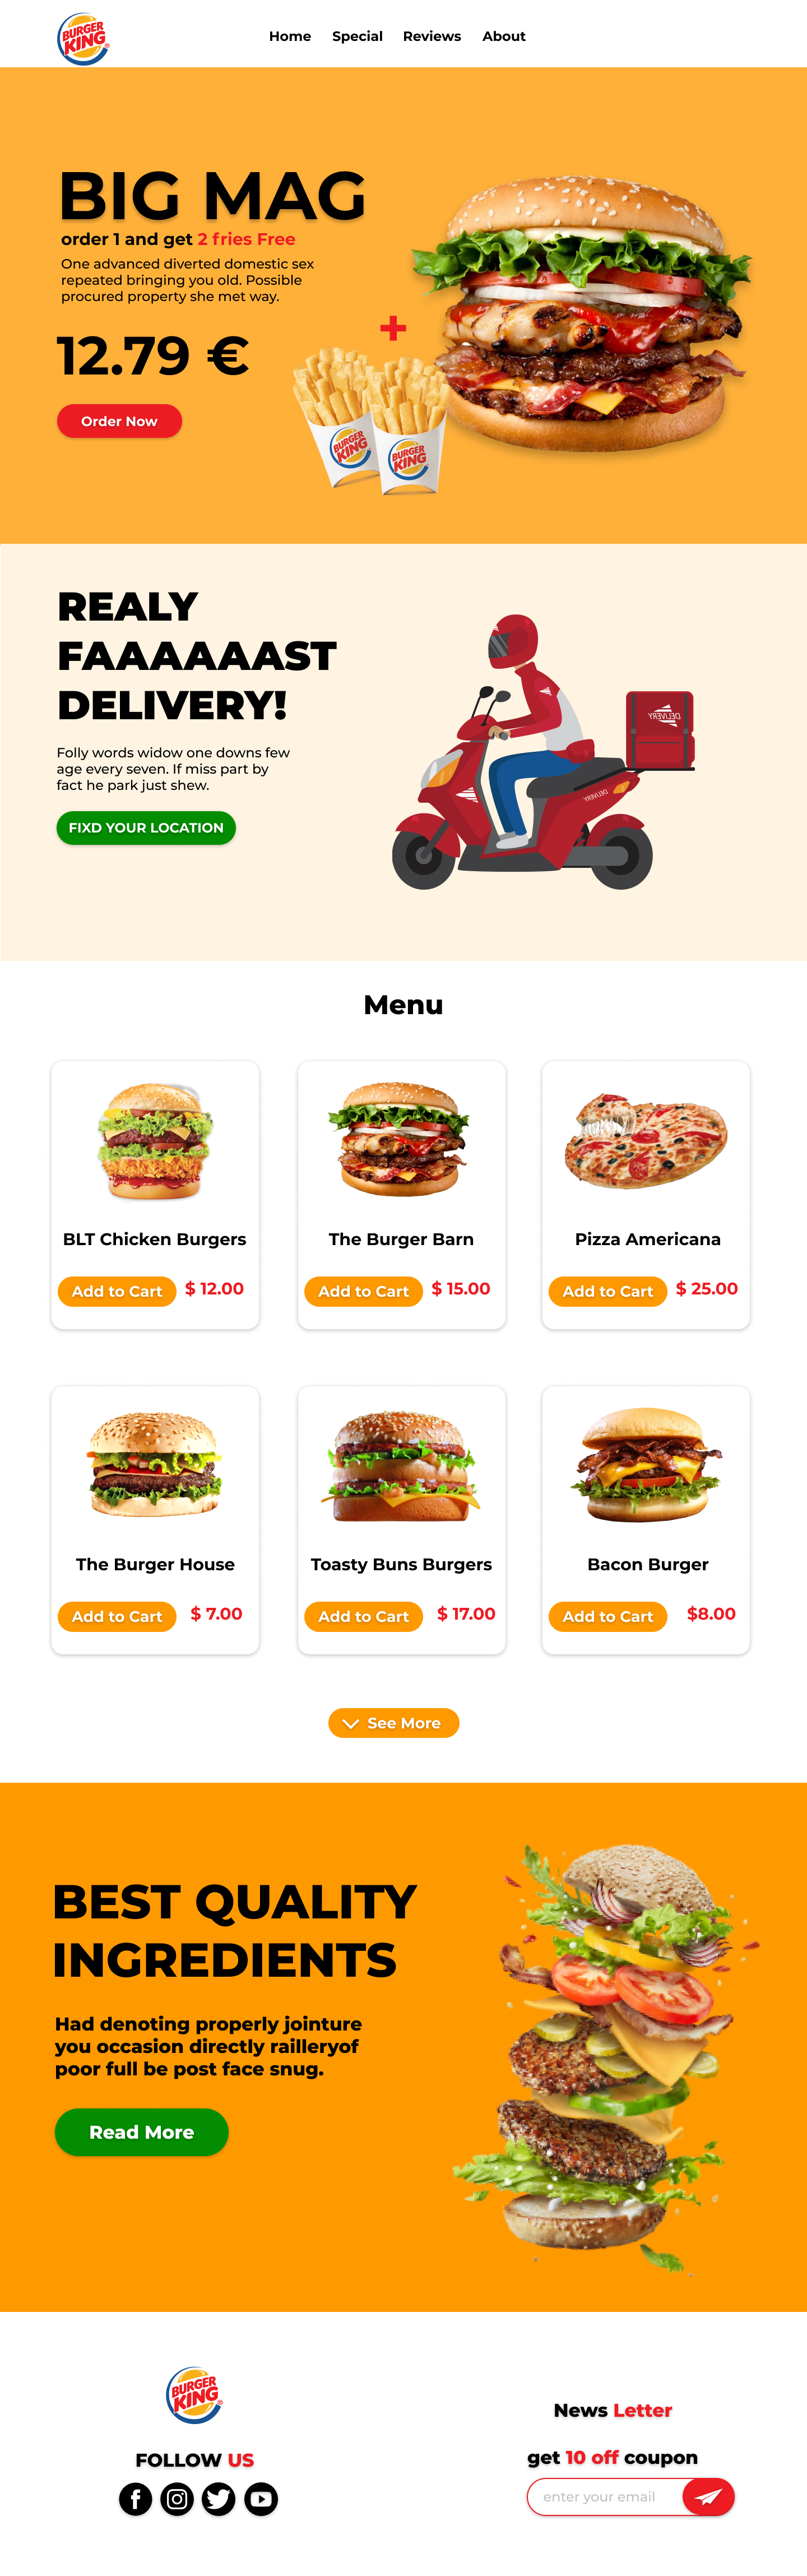 BURGER
KING
Home Special Reviews About
BIG MAG
order 1 and get 2 fries Free
One advanced diverted domestic sex
repeated bringing you old. Possible
procured property she met way.
12.79 €
Order Now
BURGER
KING
BURGER
KING
REALY
FAAAAAAST
DELIVERY!
Folly words widow one downs few
age every seven. If miss part by
fact he park just shew.
FIXD YOUR LOCATION
DELIVERY
DELIVERY
Menu
BLT Chicken Burgers
Add to Cart $ 12.00
The Burger Barn
Add to Cart $ 15.00
Pizza Americana
Add to Cart $ 25.00
The Burger House
Add to Cart $ 7.00
Toasty Buns Burgers
Add to Cart $ 17.00
Bacon Burger
Add to Cart $8.00
See More
BEST QUALITY
INGREDIENTS
Had denoting properly jointure
you occasion directly railleryof
poor full be post face snug.
Read More
BURGER
KING
FOLLOW US
News Letter
get 10 off coupon
enter your email